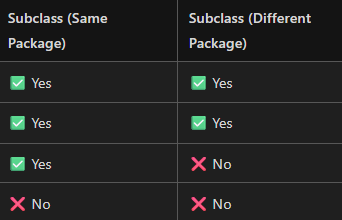 Subclass (Same Package) Subclass (Different Package)
✅ Yes ✅ Yes
✅ Yes ✅ Yes
✅ Yes ❌ No
❌ No ❌ No